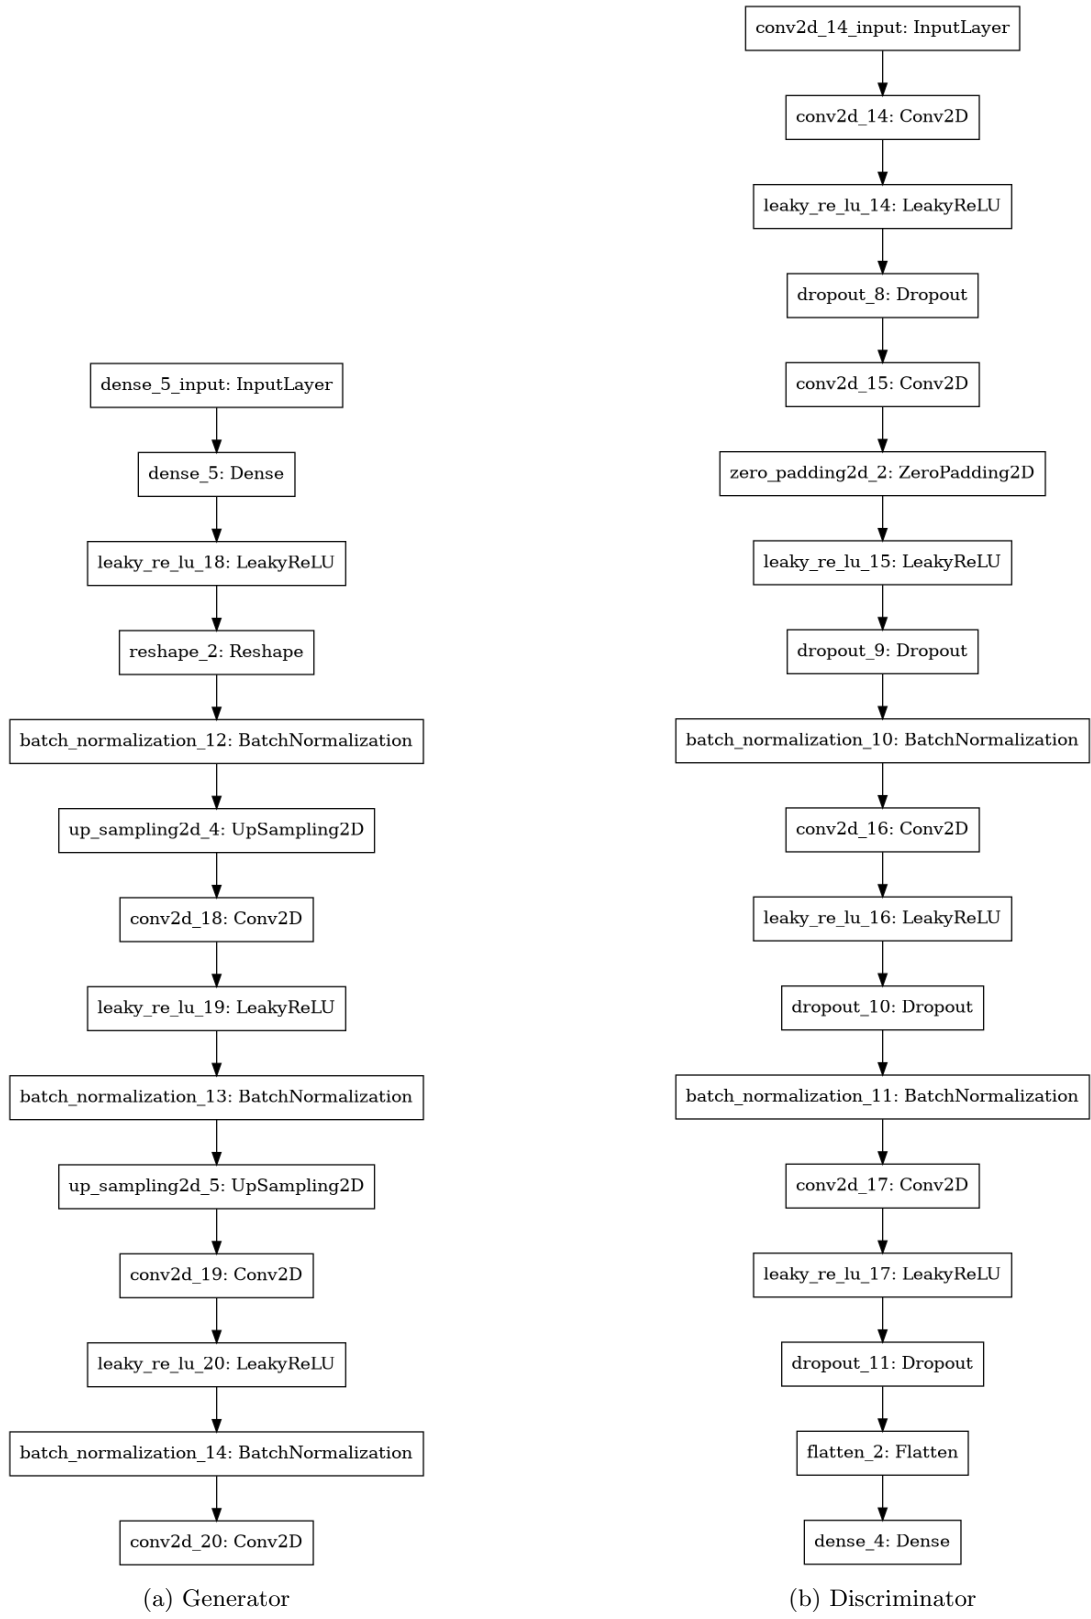 dense_5_input: InputLayer
dense_5: Dense
leaky_re_lu_18: LeakyReLU
reshape_2: Reshape
batch_normalization_12: BatchNormalization
up_sampling2d_4: UpSampling2D
conv2d_18: Conv2D
leaky_re_lu_19: LeakyReLU
batch_normalization_13: BatchNormalization
up_sampling2d_5: UpSampling2D
conv2d_19: Conv2D
leaky_re_lu_20: LeakyReLU
batch_normalization_14: BatchNormalization
conv2d_20: Conv2D
(a) Generator
conv2d_14_input: InputLayer
conv2d_14: Conv2D
leaky_re_lu_14: LeakyReLU
dropout_8: Dropout
conv2d_15: Conv2D
zero_padding2d_2: ZeroPadding2D
leaky_re_lu_15: LeakyReLU
dropout_9: Dropout
batch_normalization_10: BatchNormalization
conv2d_16: Conv2D
leaky_re_lu_16: LeakyReLU
dropout_10: Dropout
batch_normalization_11: BatchNormalization
conv2d_17: Conv2D
leaky_re_lu_17: LeakyReLU
dropout_11: Dropout
flatten_2: Flatten
dense_4: Dense
(b) Discriminator